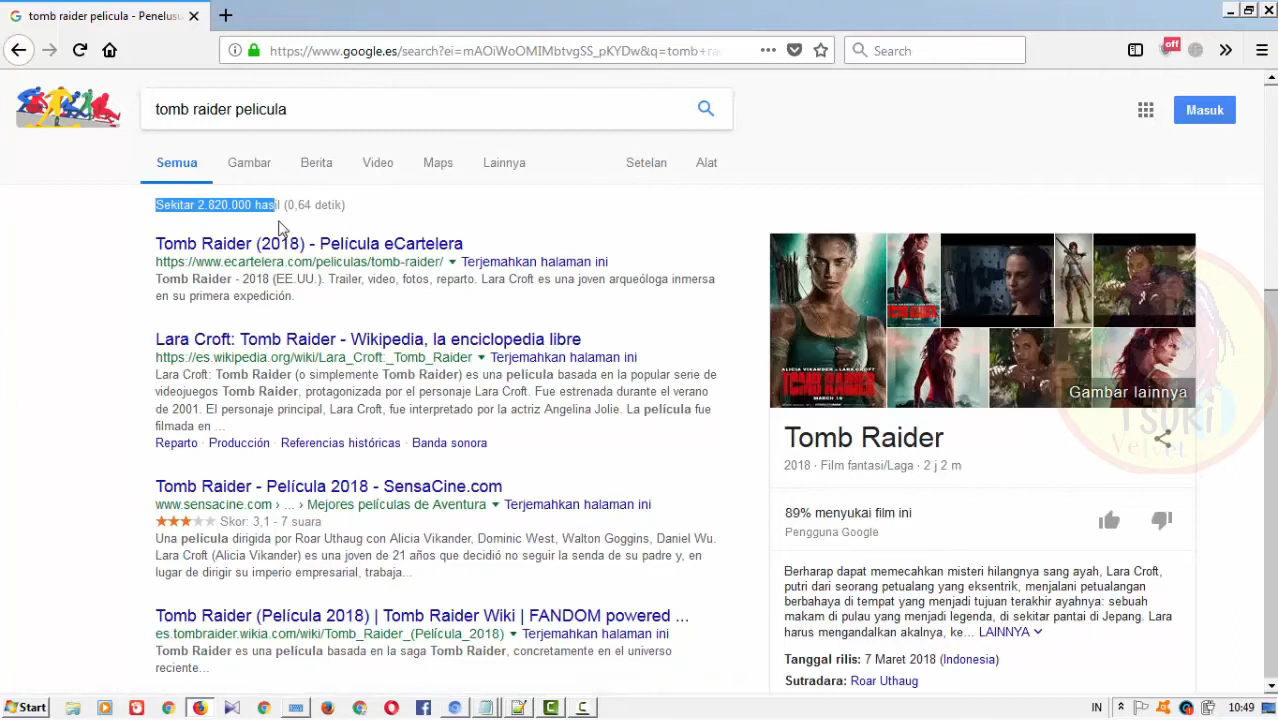 tomb raider pelicula - Penelus
https://www.google.es/search?ei=mAOiWoOMIMbtvgSS_pKYDw&q=tomb+ra
Search
off
tomb raider pelicula
Masuk
Semua
Gambar
Berita
Video
Maps
Lainnya
Setelan
Alat
Sekitar 2.820.000 hasil (0,64 detik)
Tomb Raider (2018) - Película eCartelera
https://www.ecartelera.com/peliculas/tomb-raider/ Terjemahkan halaman ini
Tomb Raider - 2018 (EE.UU.). Trailer, video, fotos, reparto. Lara Croft es una joven arqueóloga inmersa
en su primera expedición.
Lara Croft: Tomb Raider - Wikipedia, la enciclopedia libre
https://es.wikipedia.org/wiki/Lara_Croft:_Tomb_Raider Terjemahkan halaman ini
Lara Croft: Tomb Raider (o simplemente Tomb Raider) es una película basada en la popular serie de
videojuegos Tomb Raider, protagonizada por el personaje homónimo. Fue estrenada durante el verano
de 2001. El personaje principal, Lara Croft, fue interpretado por la actriz Angelina Jolie. La película fue
filmada en ...
Reparto · Producción · Referencias históricas · Banda sonora
Tomb Raider - Película 2018 - SensaCine.com
www.sensacine.com › ... › Mejores películas de Aventura Terjemahkan halaman ini
Skor: 3,1 - 7 suara
Una película dirigida por Roar Uthaug con Alicia Vikander, Dominic West, Walton Goggins, Daniel Wu.
Lara Croft (Alicia Vikander) es una joven de 21 años que decidió no seguir la senda de su padre y, en
lugar de dirigir su imperio empresarial, trabaja...
Tomb Raider (Película 2018) | Tomb Raider Wiki | FANDOM powered ...
es.tombraider.wikia.com/wiki/Tomb_Raider_(Película_2018) Terjemahkan halaman ini
Tomb Raider es una película basada en la saga Tomb Raider, concretamente en el universo
reciente...
ALICIA VIKANDER IS LARA CROFT
TOMB RAIDER
MARCH 16
Gambar lainnya
TSUKI
Velvet
Tomb Raider
2018 · Film fantasi/Laga · 2 j 2 m
89% menyukai film ini
Pengguna Google
Berharap dapat memecahkan misteri hilangnya sang ayah, Lara Croft,
putri dari seorang petualang yang eksentrik, menjalani petualangan
berbahaya di tempat yang menjadi tujuan terakhir ayahnya: sebuah
makam di pulau yang menjadi legenda, di sekitar pantai di Jepang. Lara
harus mengandalkan akalnya, ke... LAINNYA
Tanggal rilis: 7 Maret 2018 (Indonesia)
Sutradara: Roar Uthaug
Start
IN
10:49